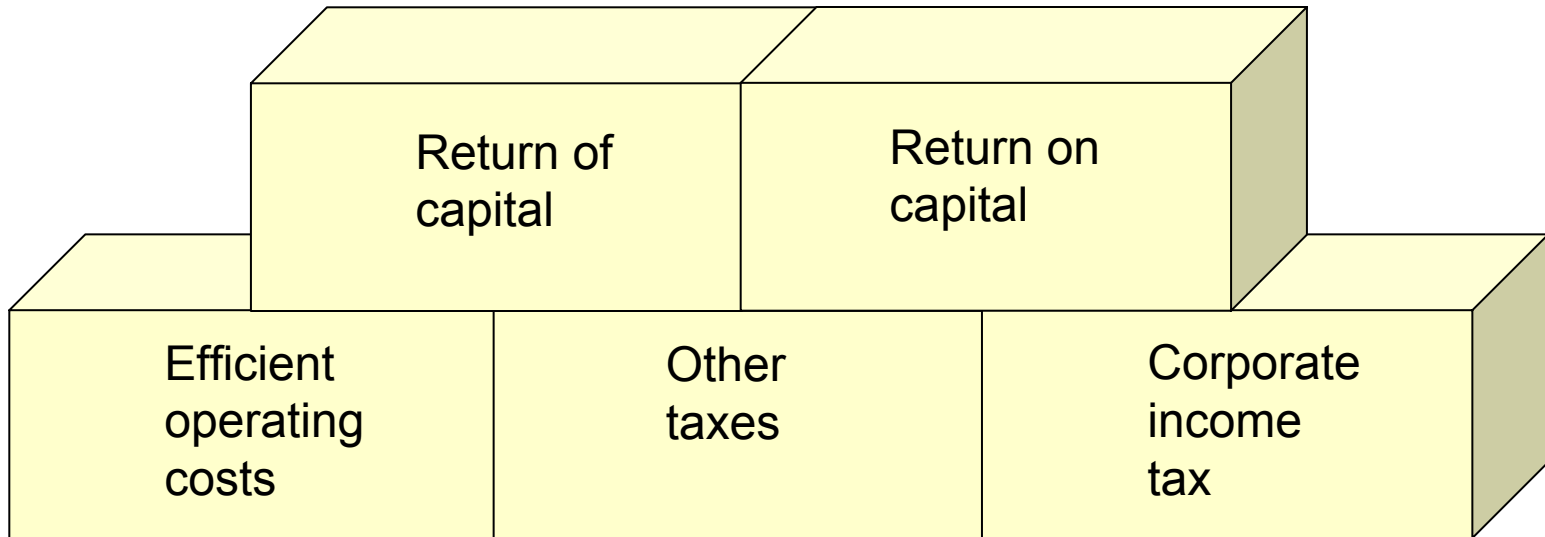 Return of
capital
Return on
capital
Efficient
operating
costs
Other
taxes
Corporate
income
tax